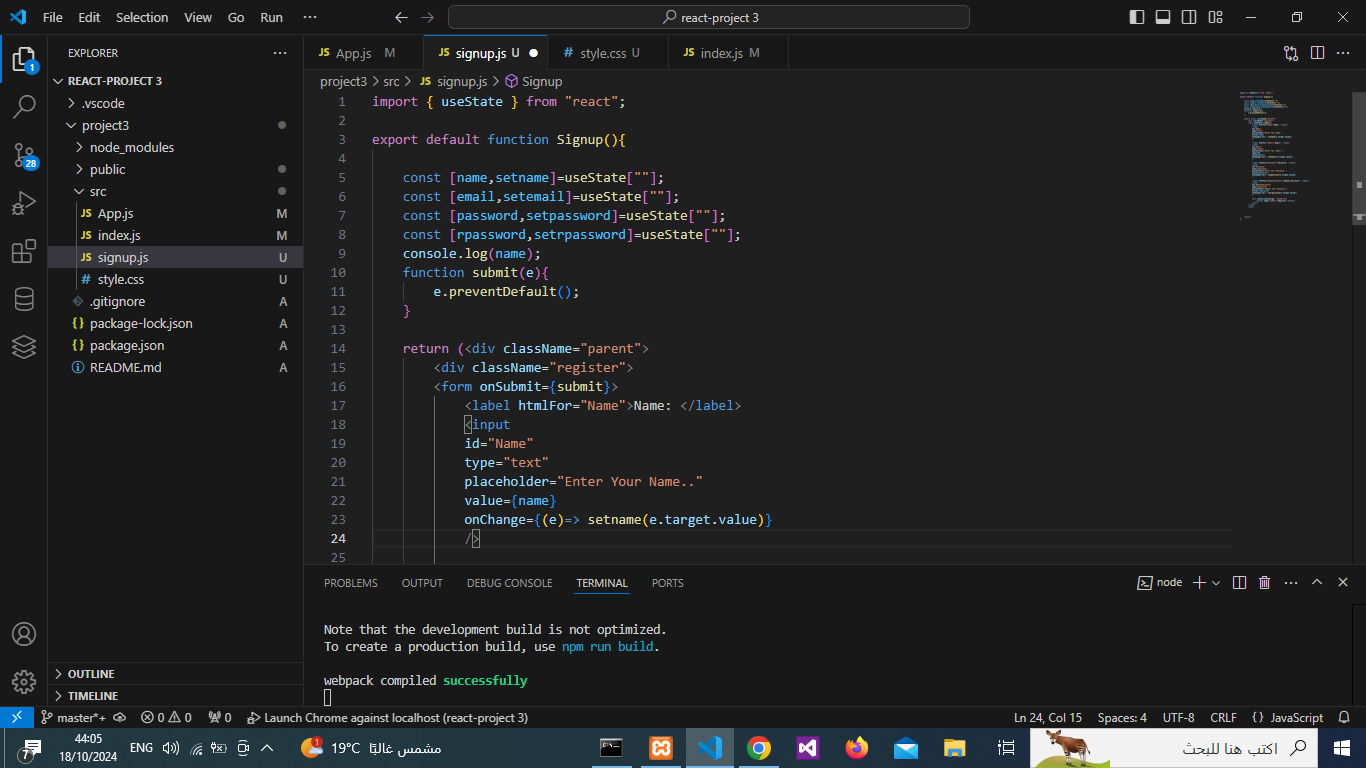 File Edit Selection View Go Run ··· react-project 3
EXPLORER ···
REACT-PROJECT 3
.vscode
project3
node_modules
public
src
App.js M
index.js M
signup.js U
style.css U
.gitignore A
package-lock.json A
package.json A
README.md A
OUTLINE
TIMELINE
1
28
JS App.js M JS signup.js U # style.css U JS index.js M
project3 > src > JS signup.js > Signup
1 import { useState } from "react";
2
3 export default function Signup(){
4
5 const [name,setname]=useState[""];
6 const [email,setemail]=useState[""];
7 const [password,setpassword]=useState[""];
8 const [rpassword,setrpassword]=useState[""];
9 console.log(name);
10 function submit(e){
11 e.preventDefault();
12 }
13
14 return (<div className="parent">
15 <div className="register">
16 <form onSubmit={submit}>
17 <label htmlFor="Name">Name: </label>
18 <input
19 id="Name"
20 type="text"
21 placeholder="Enter Your Name.."
22 value={name}
23 onChange={(e)=> setname(e.target.value)}
24 />
25
PROBLEMS OUTPUT DEBUG CONSOLE TERMINAL PORTS node
Note that the development build is not optimized.
To create a production build, use npm run build.
webpack compiled successfully
master*+ 0 0 0 Launch Chrome against localhost (react-project 3) Ln 24, Col 15 Spaces: 4 UTF-8 CRLF {} JavaScript
7
44:05
18/10/2024
ENG
1
19°C مشمس غالبًا
اكتب هنا للبحث